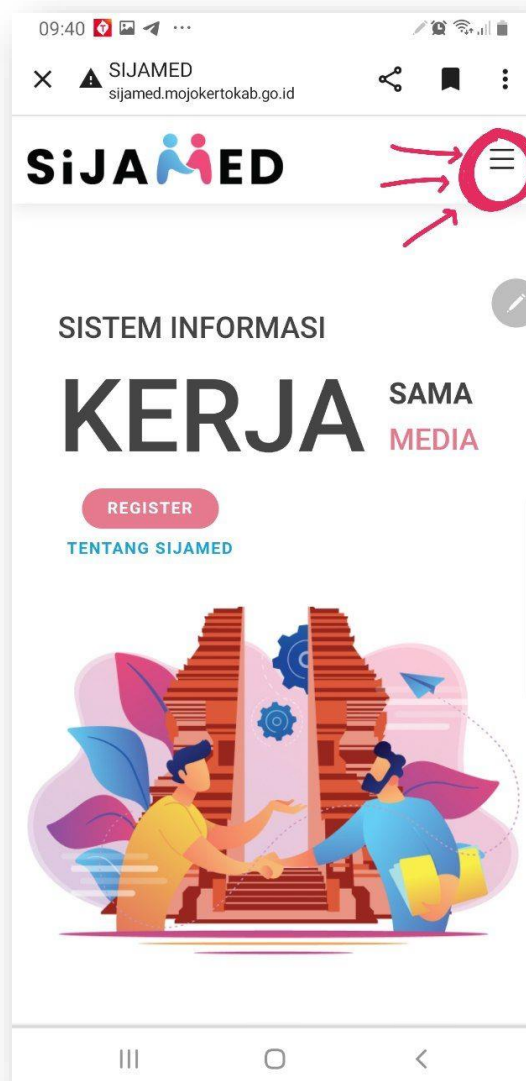 09:40
SIJAMED
sijamed.mojokertokab.go.id
SiJAMED
SISTEM INFORMASI
KERJA SAMA
MEDIA
REGISTER
TENTANG SIJAMED